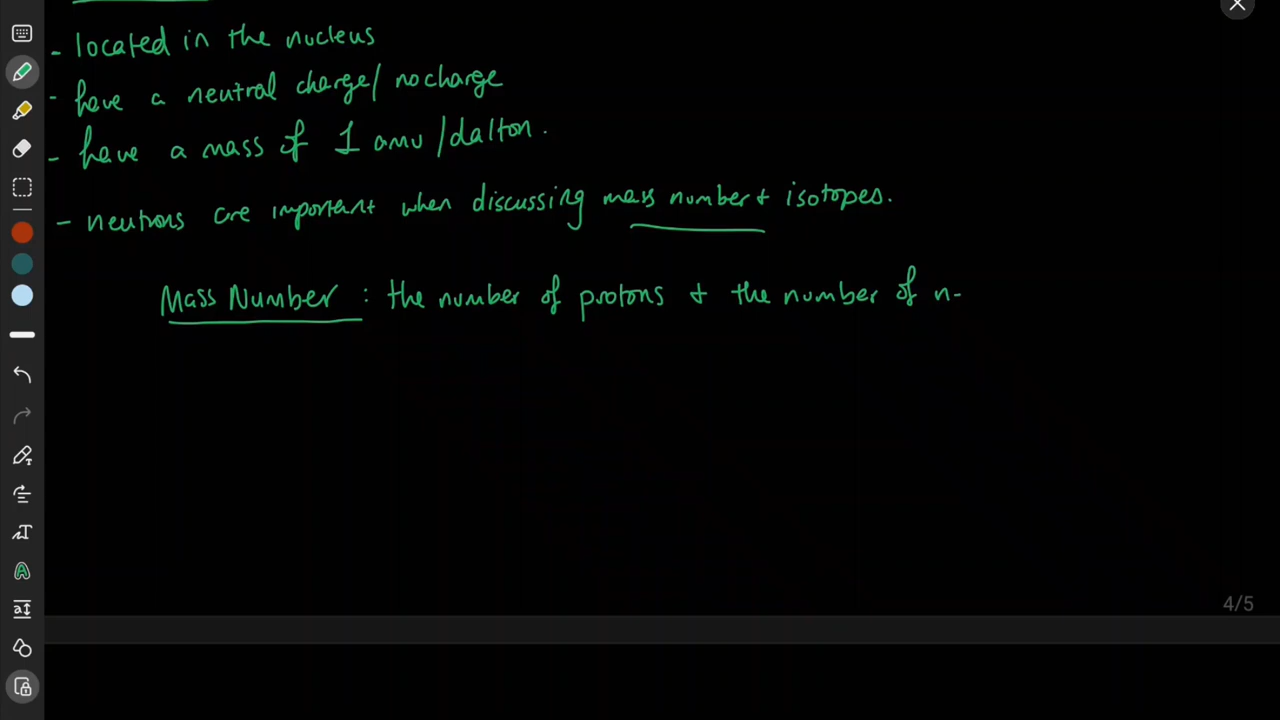 - located in the nucleus
- have a neutral charge/ no charge
- have a mass of 1 amu/dalton.
- neutrons are important when discussing mass number + isotopes.
Mass Number : the number of protons + the number of n-
4/5